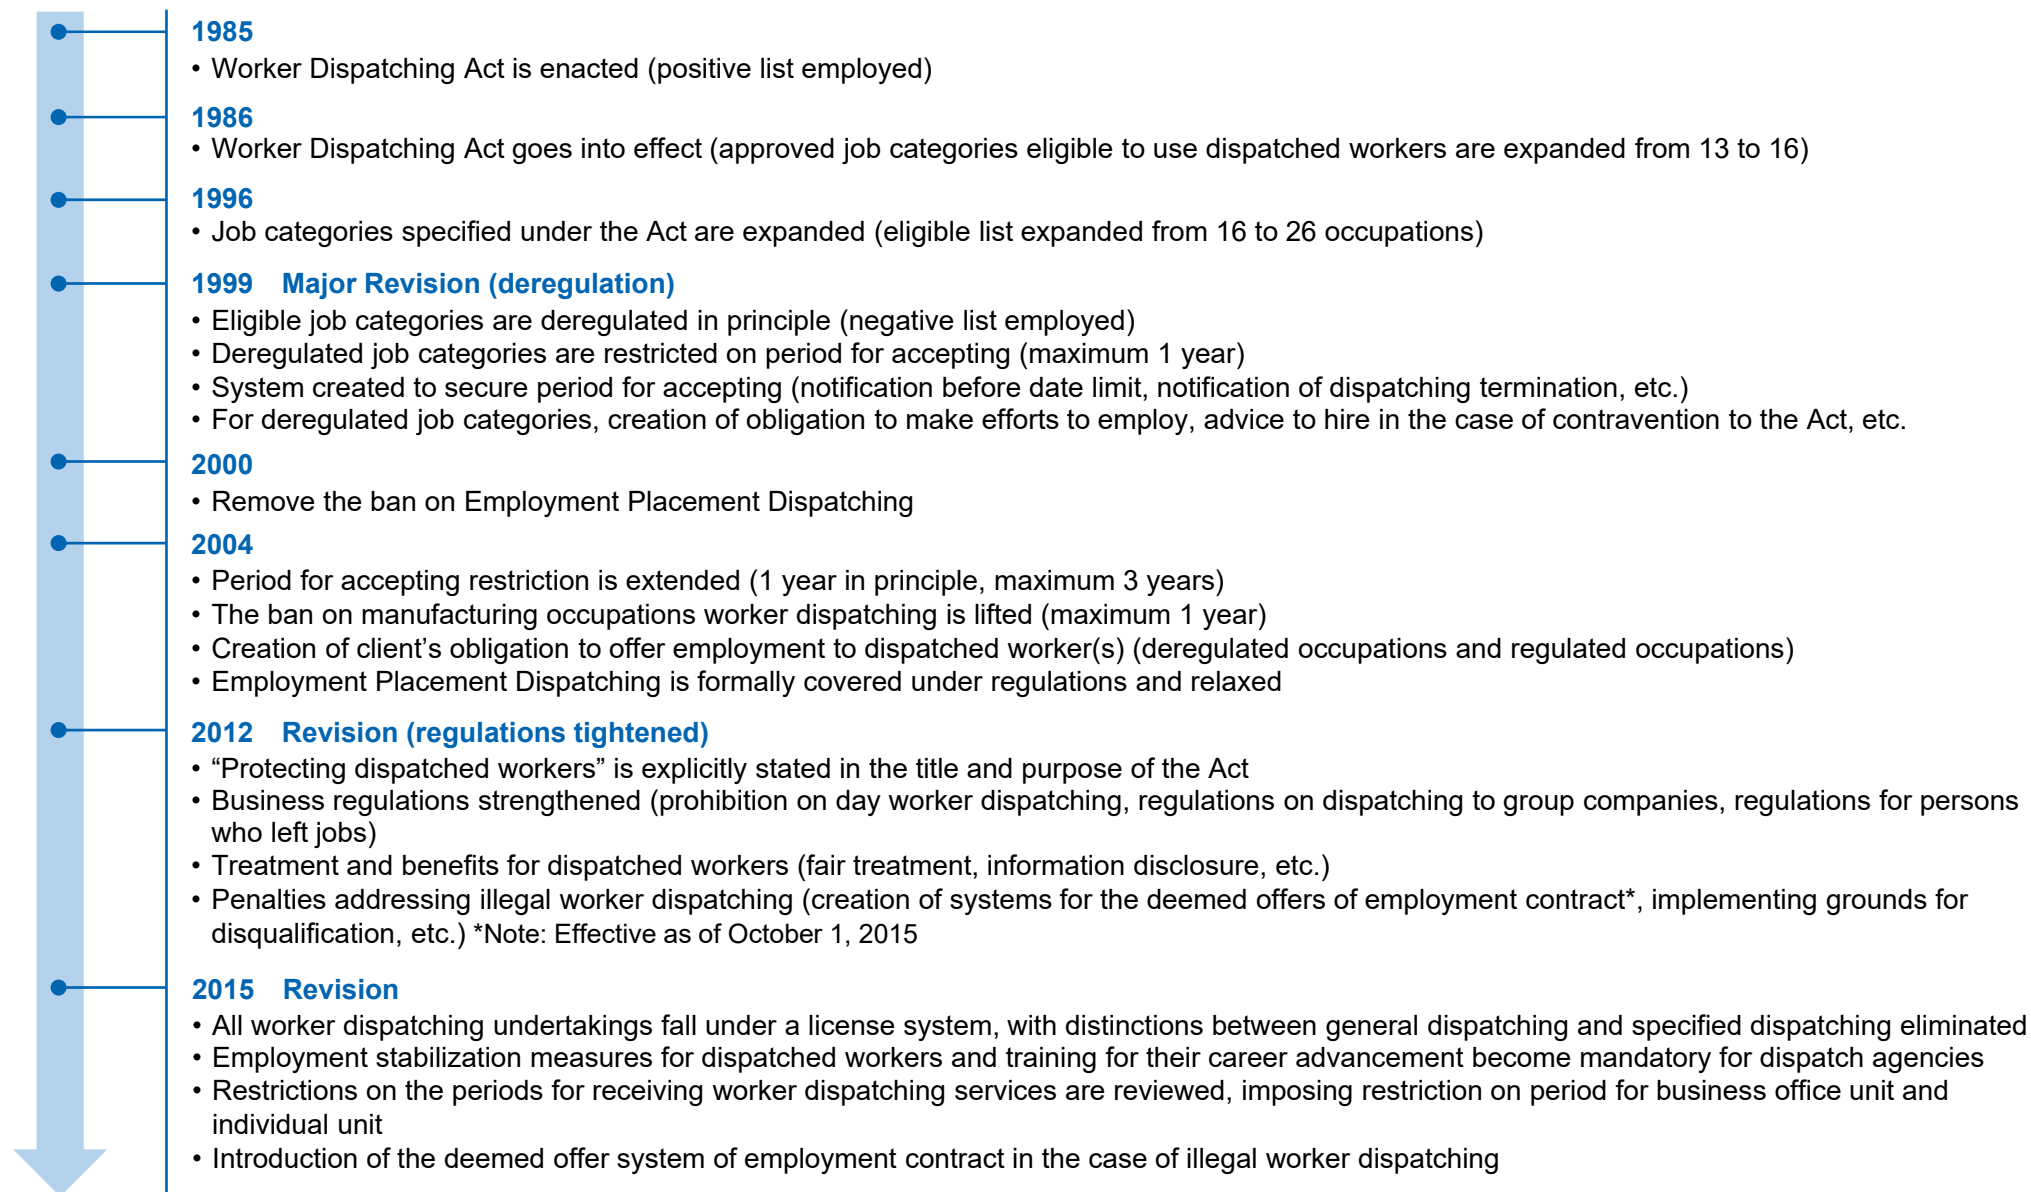 1985
• Worker Dispatching Act is enacted (positive list employed)
1986
• Worker Dispatching Act goes into effect (approved job categories eligible to use dispatched workers are expanded from 13 to 16)
1996
• Job categories specified under the Act are expanded (eligible list expanded from 16 to 26 occupations)
1999 Major Revision (deregulation)
• Eligible job categories are deregulated in principle (negative list employed)
• Deregulated job categories are restricted on period for accepting (maximum 1 year)
• System created to secure period for accepting (notification before date limit, notification of dispatching termination, etc.)
• For deregulated job categories, creation of obligation to make efforts to employ, advice to hire in the case of contravention to the Act, etc.
2000
• Remove the ban on Employment Placement Dispatching
2004
• Period for accepting restriction is extended (1 year in principle, maximum 3 years)
• The ban on manufacturing occupations worker dispatching is lifted (maximum 1 year)
• Creation of client’s obligation to offer employment to dispatched worker(s) (deregulated occupations and regulated occupations)
• Employment Placement Dispatching is formally covered under regulations and relaxed
2012 Revision (regulations tightened)
• “Protecting dispatched workers” is explicitly stated in the title and purpose of the Act
• Business regulations strengthened (prohibition on day worker dispatching, regulations on dispatching to group companies, regulations for persons
who left jobs)
• Treatment and benefits for dispatched workers (fair treatment, information disclosure, etc.)
• Penalties addressing illegal worker dispatching (creation of systems for the deemed offers of employment contract*, implementing grounds for
disqualification, etc.) *Note: Effective as of October 1, 2015
2015 Revision
• All worker dispatching undertakings fall under a license system, with distinctions between general dispatching and specified dispatching eliminated
• Employment stabilization measures for dispatched workers and training for their career advancement become mandatory for dispatch agencies
• Restrictions on the periods for receiving worker dispatching services are reviewed, imposing restriction on period for business office unit and
individual unit
• Introduction of the deemed offer system of employment contract in the case of illegal worker dispatching